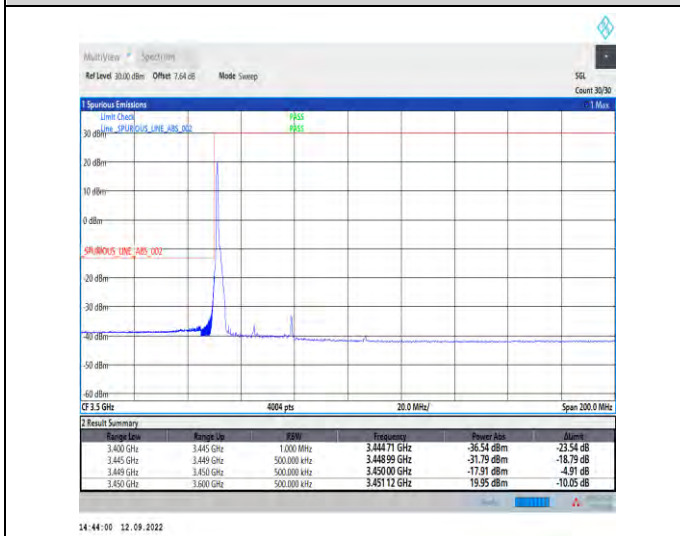 MultiView Spectrum
Ref Level 30.00 dBm Offset 7.64 dB Mode Sweep SGL
Count 30/30
1 Spurious Emissions 1 Max
Limit Check PASS
Line _SPURIOUS_LINE_ABS_002 PASS
30 dBm
20 dBm
10 dBm
0 dBm
_SPURIOUS_LINE_ABS_002
-20 dBm
-30 dBm
-40 dBm
-50 dBm
-60 dBm
CF 3.5 GHz 4004 pts 20.0 MHz/ Span 200.0 MHz
2 Result Summary
Range Low Range Up RBW Frequency Power Abs ΔLimit
3.400 GHz 3.445 GHz 1.000 MHz 3.444 71 GHz -36.54 dBm -23.54 dB
3.445 GHz 3.449 GHz 500.000 kHz 3.448 99 GHz -31.79 dBm -18.79 dB
3.449 GHz 3.450 GHz 500.000 kHz 3.450 00 GHz -17.91 dBm -4.91 dB
3.450 GHz 3.600 GHz 500.000 kHz 3.451 12 GHz 19.95 dBm -10.05 dB
14:44:00 12.09.2022